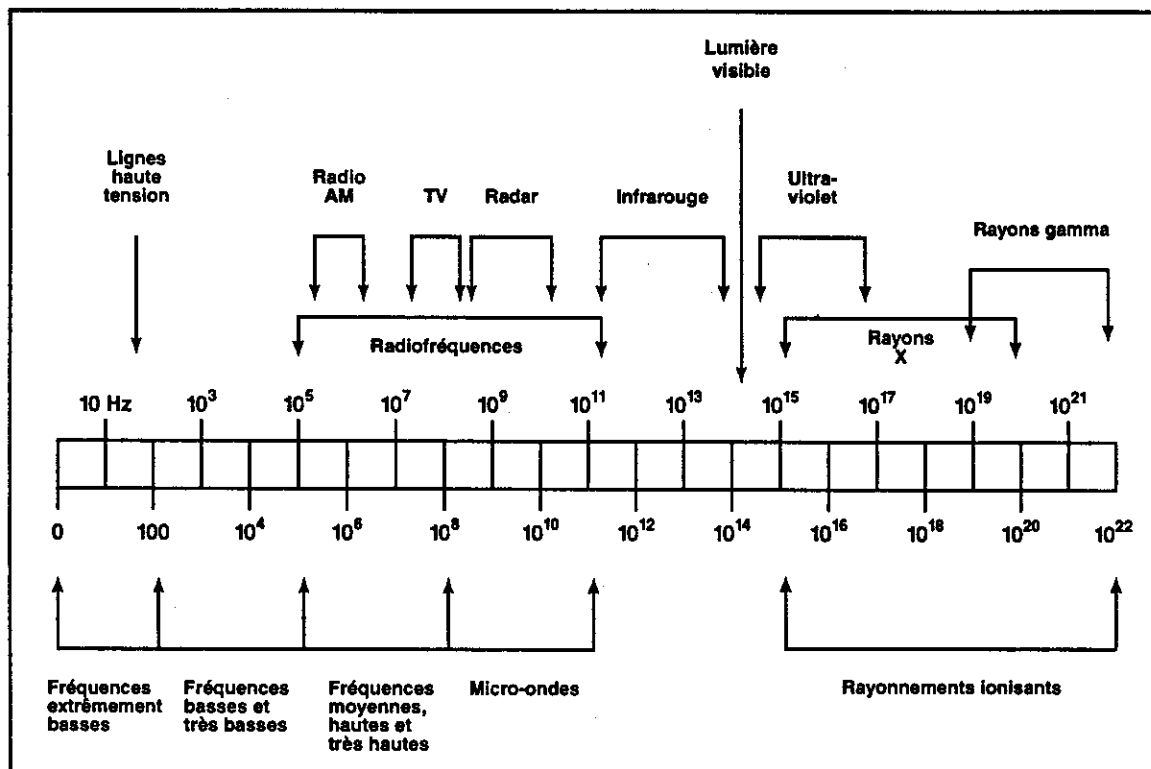 Lumière
visible
Lignes
haute
tension
Radio
AM
TV
Radar
Infrarouge
Ultra-
violet
Rayons gamma
Radiofréquences
Rayons
X
10 Hz
10³
10⁵
10⁷
10⁹
10¹¹
10¹³
10¹⁵
10¹⁷
10¹⁹
10²¹
0
100
10⁴
10⁶
10⁸
10¹⁰
10¹²
10¹⁴
10¹⁶
10¹⁸
10²⁰
10²²
Fréquences
extrêmement
basses
Fréquences
basses et
très basses
Fréquences
moyennes,
hautes et
très hautes
Micro-ondes
Rayonnements ionisants